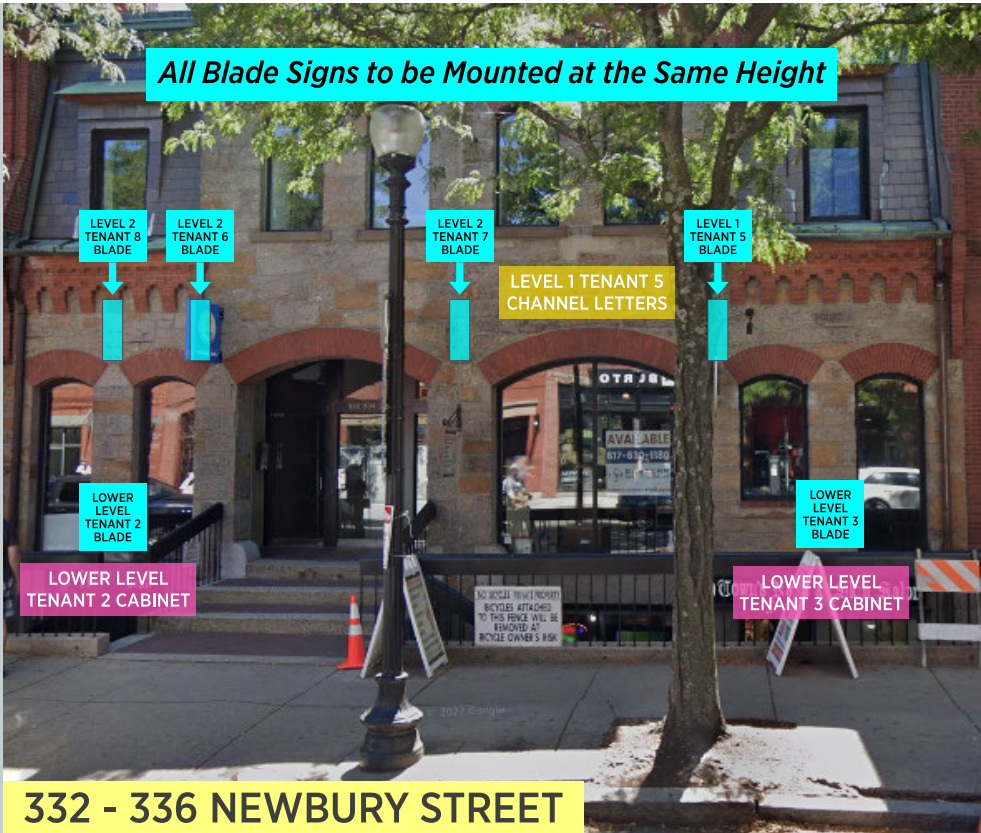 All Blade Signs to be Mounted at the Same Height
LEVEL 2
TENANT 8
BLADE
LEVEL 2
TENANT 6
BLADE
LEVEL 2
TENANT 7
BLADE
LEVEL 1
TENANT 5
BLADE
LEVEL 1 TENANT 5
CHANNEL LETTERS
AVAILABLE
617-630-1180
LOWER
LEVEL
TENANT 2
BLADE
LOWER
LEVEL
TENANT 3
BLADE
LOWER LEVEL
TENANT 2 CABINET
LOWER LEVEL
TENANT 3 CABINET
NO BICYCLES PRIVATE PROPERTY
BICYCLES ATTACHED
TO THIS FENCE WILL BE
REMOVED AT
BICYCLE OWNER'S RISK
Google
332 - 336 NEWBURY STREET